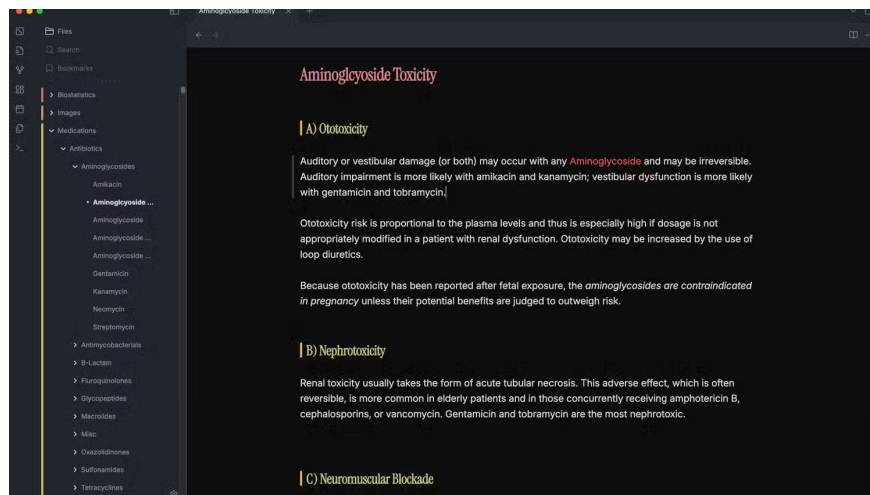 Aminoglcyoside Toxicity
Files
Search
Bookmarks
Biostatistics
Images
Medications
Antibiotics
Aminoglycosides
Amikacin
Aminoglcyoside ...
Aminoglycoside
Aminoglycoside ...
Aminoglycoside ...
Gentamicin
Kanamycin
Neomycin
Streptomycin
Antimycobacterials
B-Lactam
Fluroquinolones
Glycopeptides
Macrolides
Misc
Oxazolidinones
Sulfonamides
Tetracyclines
Aminoglcyoside Toxicity
A) Ototoxicity
Auditory or vestibular damage (or both) may occur with any Aminoglycoside and may be irreversible.
Auditory impairment is more likely with amikacin and kanamycin; vestibular dysfunction is more likely
with gentamicin and tobramycin.
Ototoxicity risk is proportional to the plasma levels and thus is especially high if dosage is not
appropriately modified in a patient with renal dysfunction. Ototoxicity may be increased by the use of
loop diuretics.
Because ototoxicity has been reported after fetal exposure, the aminoglycosides are contraindicated
in pregnancy unless their potential benefits are judged to outweigh risk.
B) Nephrotoxicity
Renal toxicity usually takes the form of acute tubular necrosis. This adverse effect, which is often
reversible, is more common in elderly patients and in those concurrently receiving amphotericin B,
cephalosporins, or vancomycin. Gentamicin and tobramycin are the most nephrotoxic.
C) Neuromuscular Blockade